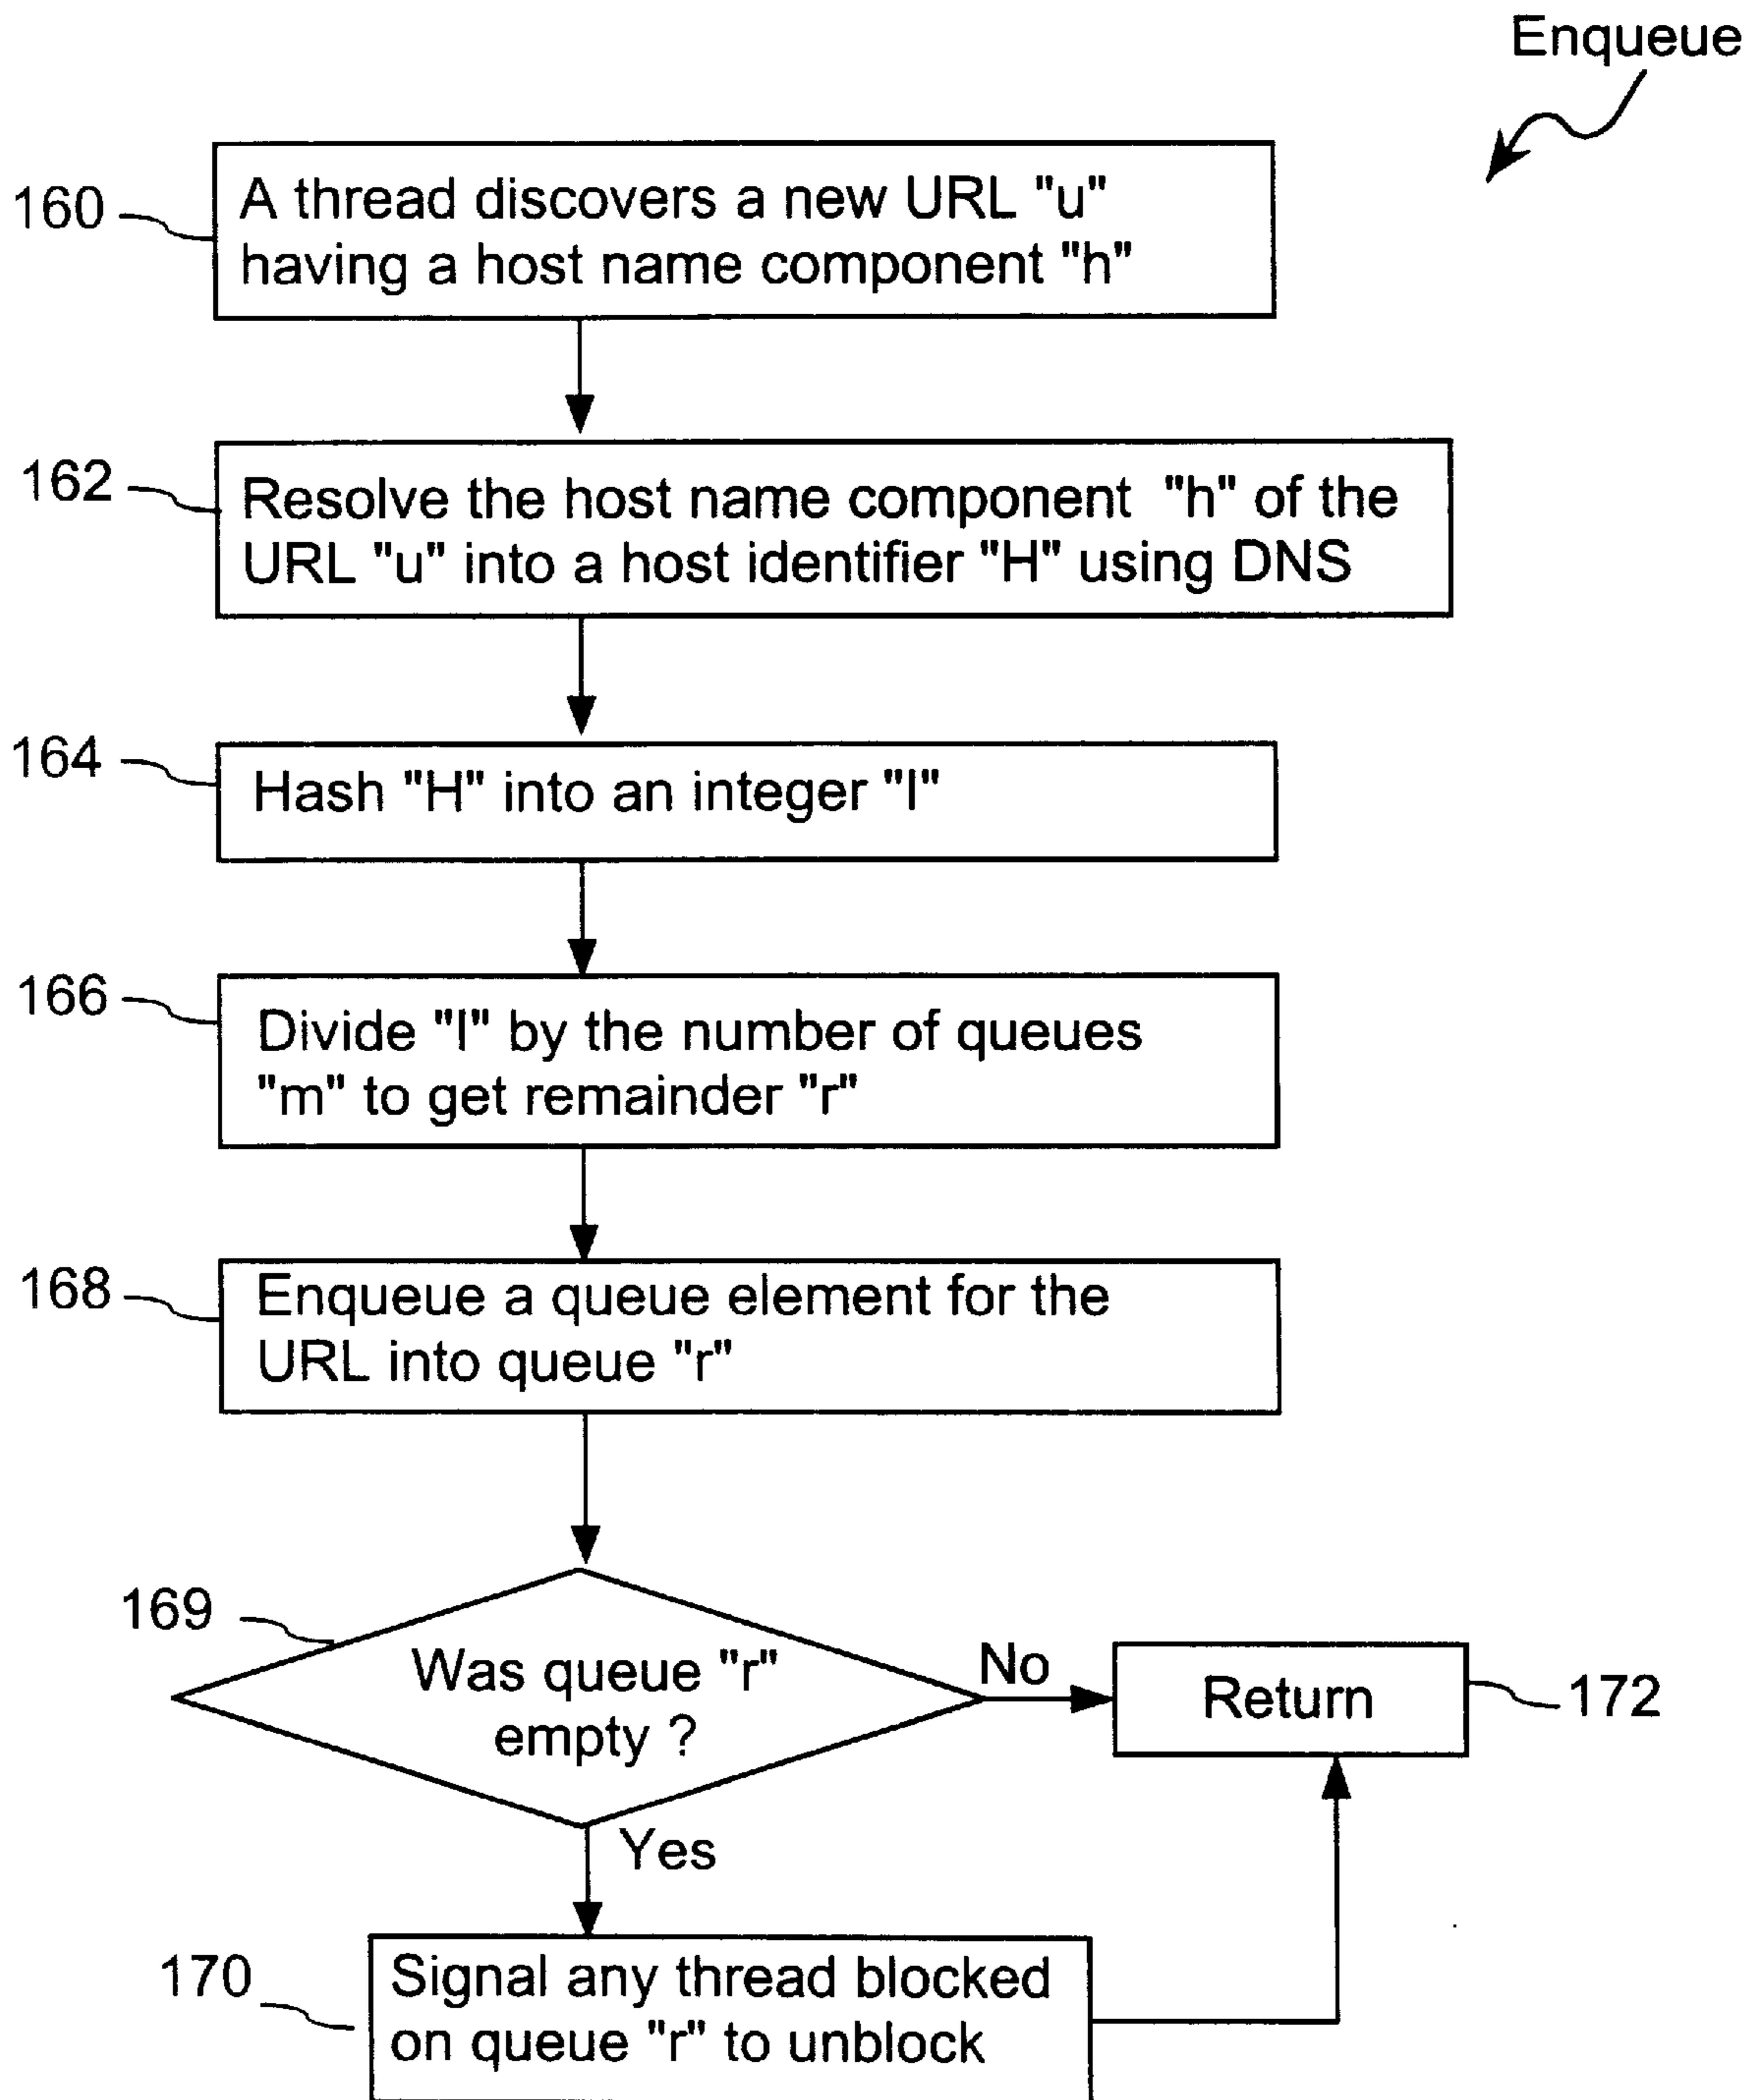 Enqueue
160
A thread discovers a new URL "u"
having a host name component "h"
162
Resolve the host name component "h" of the
URL "u" into a host identifier "H" using DNS
164
Hash "H" into an integer "I"
166
Divide "I" by the number of queues
"m" to get remainder "r"
168
Enqueue a queue element for the
URL into queue "r"
169
Was queue "r"
empty ?
No
Return
172
Yes
170
Signal any thread blocked
on queue "r" to unblock